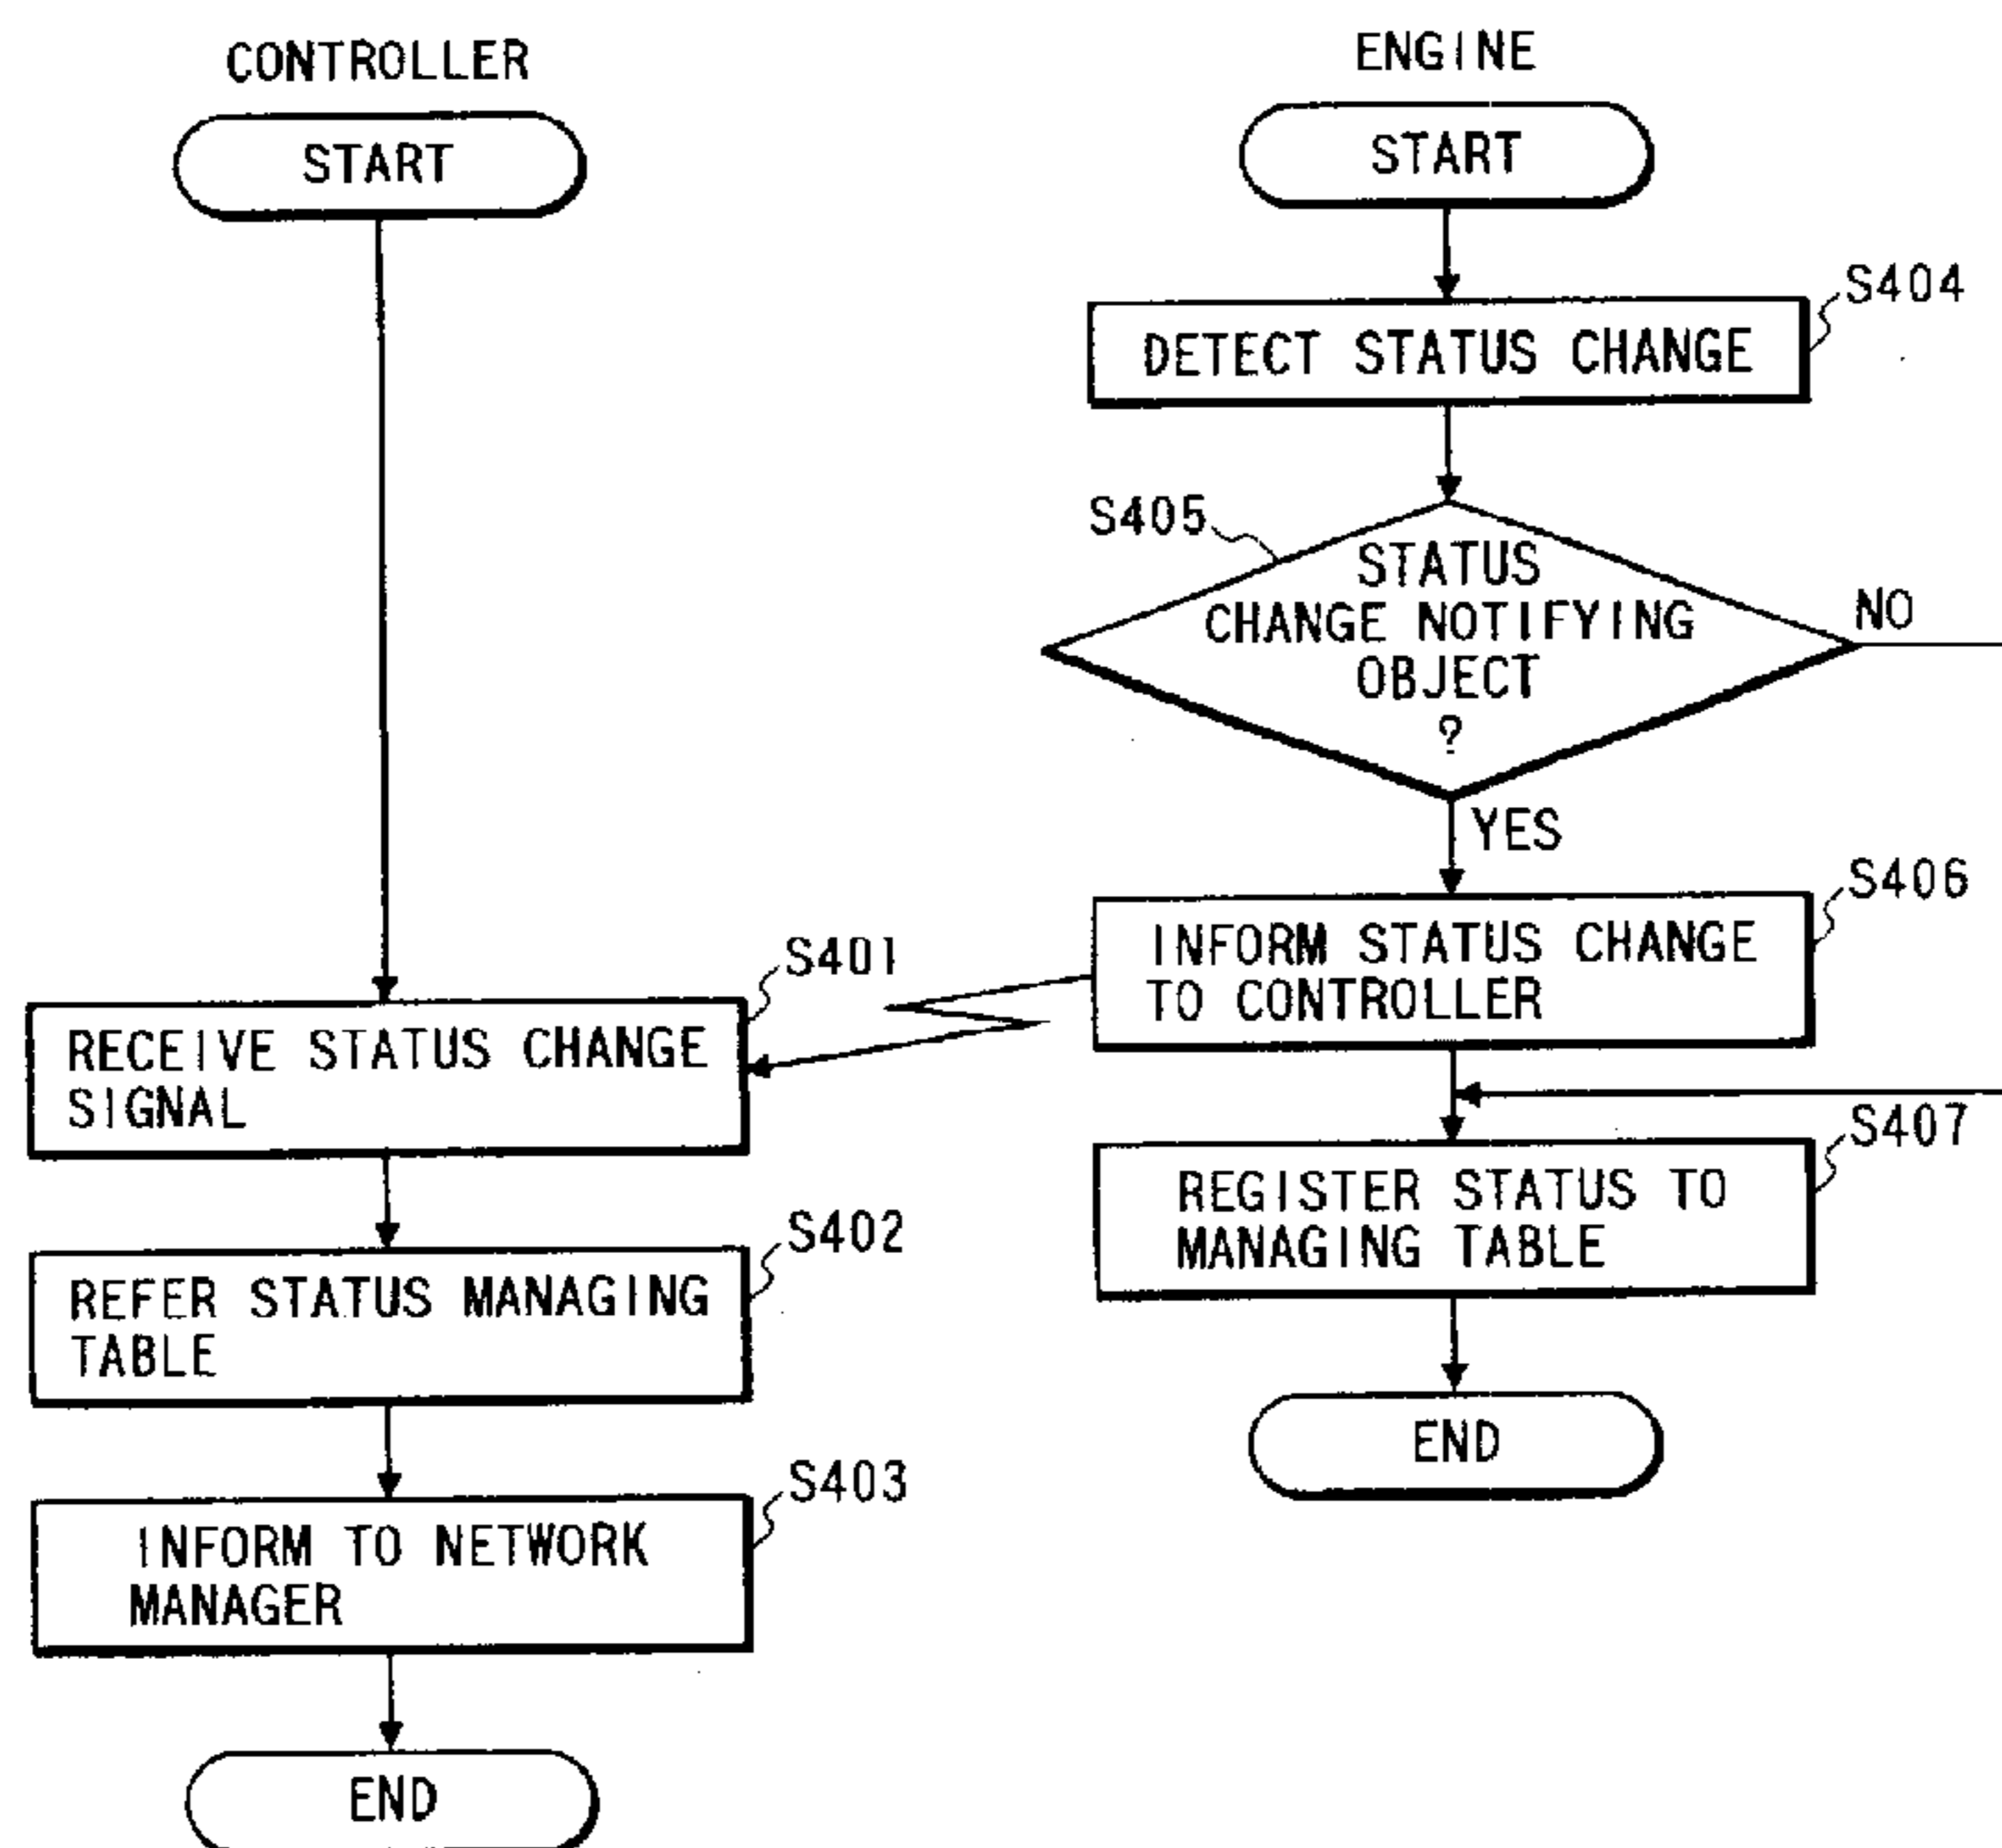 CONTROLLER
START
S401
RECEIVE STATUS CHANGE
SIGNAL
S402
REFER STATUS MANAGING
TABLE
S403
INFORM TO NETWORK
MANAGER
END
ENGINE
START
S404
DETECT STATUS CHANGE
S405
STATUS
CHANGE NOTIFYING
OBJECT
?
NO
YES
S406
INFORM STATUS CHANGE
TO CONTROLLER
S407
REGISTER STATUS TO
MANAGING TABLE
END